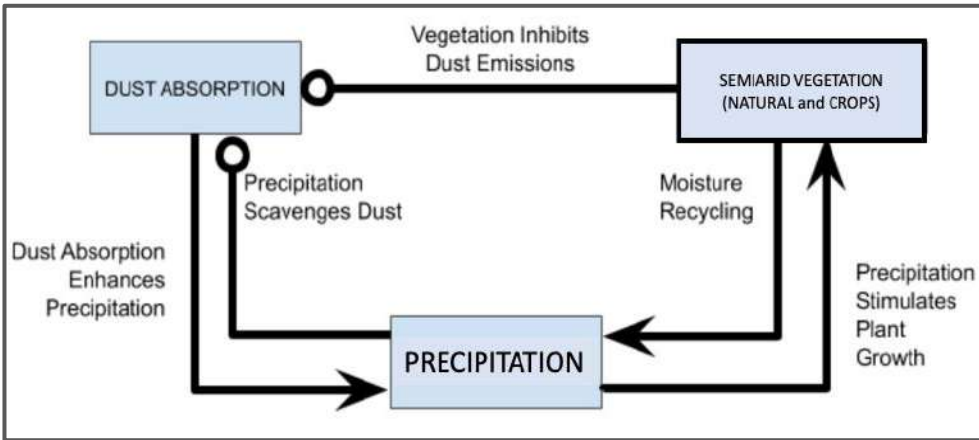 Vegetation Inhibits
Dust Emissions
DUST ABSORPTION
SEMIARID VEGETATION
(NATURAL and CROPS)
Precipitation
Scavenges Dust
Moisture
Recycling
Dust Absorption
Enhances
Precipitation
Precipitation
Stimulates
Plant
Growth
PRECIPITATION